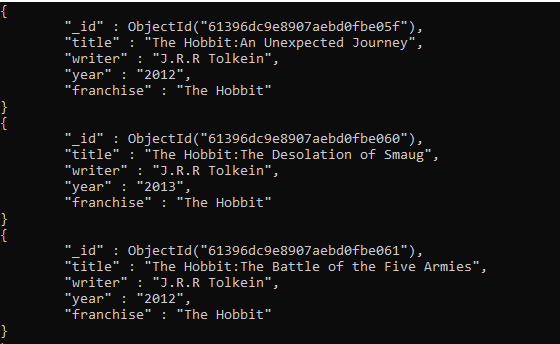 {
"_id" : ObjectId("61396dc9e8907aebd0fbe05f"),
"title" : "The Hobbit:An Unexpected Journey",
"writer" : "J.R.R Tolkein",
"year" : "2012",
"franchise" : "The Hobbit"
}
{
"_id" : ObjectId("61396dc9e8907aebd0fbe060"),
"title" : "The Hobbit:The Desolation of Smaug",
"writer" : "J.R.R Tolkein",
"year" : "2013",
"franchise" : "The Hobbit"
}
{
"_id" : ObjectId("61396dc9e8907aebd0fbe061"),
"title" : "The Hobbit:The Battle of the Five Armies",
"writer" : "J.R.R Tolkein",
"year" : "2012",
"franchise" : "The Hobbit"
}